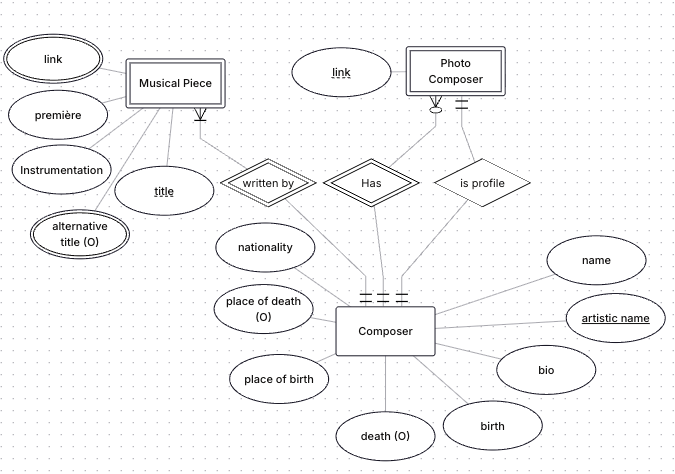 link
Musical Piece
première
Instrumentation
alternative
title (O)
title
link
Photo
Composer
written by
Has
is profile
nationality
place of death
(O)
place of birth
Composer
death (O)
name
artistic name
bio
birth